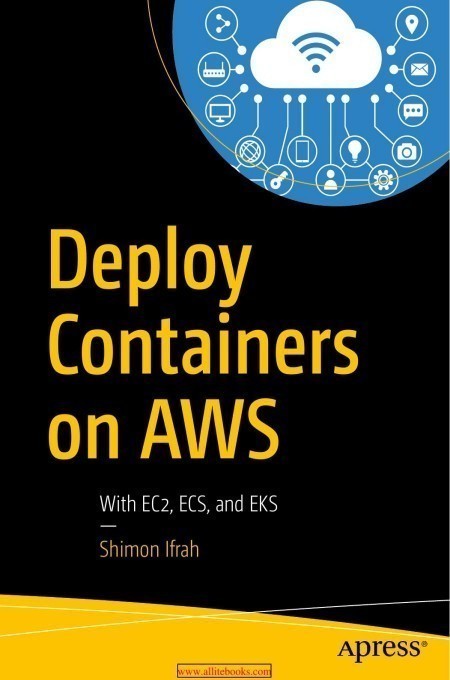 Deploy
Containers
on AWS
With EC2, ECS, and EKS
Shimon Ifrah
Apress®
www.allitebooks.com